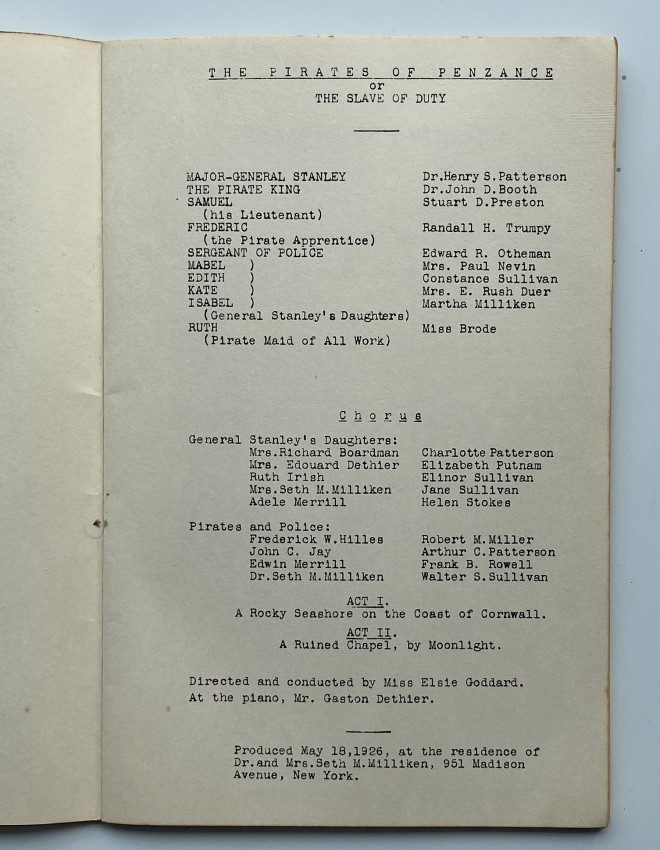 THE PIRATES OF PENZANCE
or
THE SLAVE OF DUTY
MAJOR-GENERAL STANLEY Dr.Henry S.Patterson
THE PIRATE KING Dr.John D.Booth
SAMUEL Stuart D.Preston
(his Lieutenant)
FREDERIC Randall H. Trumpy
(the Pirate Apprentice)
SERGEANT OF POLICE Edward R. Otheman
MABEL ) Mrs. Paul Nevin
EDITH ) Constance Sullivan
KATE ) Mrs. E. Rush Duer
ISABEL ) Martha Milliken
(General Stanley's Daughters)
RUTH Miss Brode
(Pirate Maid of All Work)
Chorus
General Stanley's Daughters:
Mrs.Richard Boardman Charlotte Patterson
Mrs. Edouard Dethier Elizabeth Putnam
Ruth Irish Elinor Sullivan
Mrs.Seth M.Milliken Jane Sullivan
Adele Merrill Helen Stokes
Pirates and Police:
Frederick W.Hilles Robert M.Miller
John C. Jay Arthur C.Patterson
Edwin Merrill Frank B. Rowell
Dr.Seth M.Milliken Walter S.Sullivan
ACT I.
A Rocky Seashore on the Coast of Cornwall.
ACT II.
A Ruined Chapel, by Moonlight.
Directed and conducted by Miss Elsie Goddard.
At the piano, Mr. Gaston Dethier.
Produced May 18,1926, at the residence of
Dr.and Mrs.Seth M.Milliken, 951 Madison
Avenue, New York.